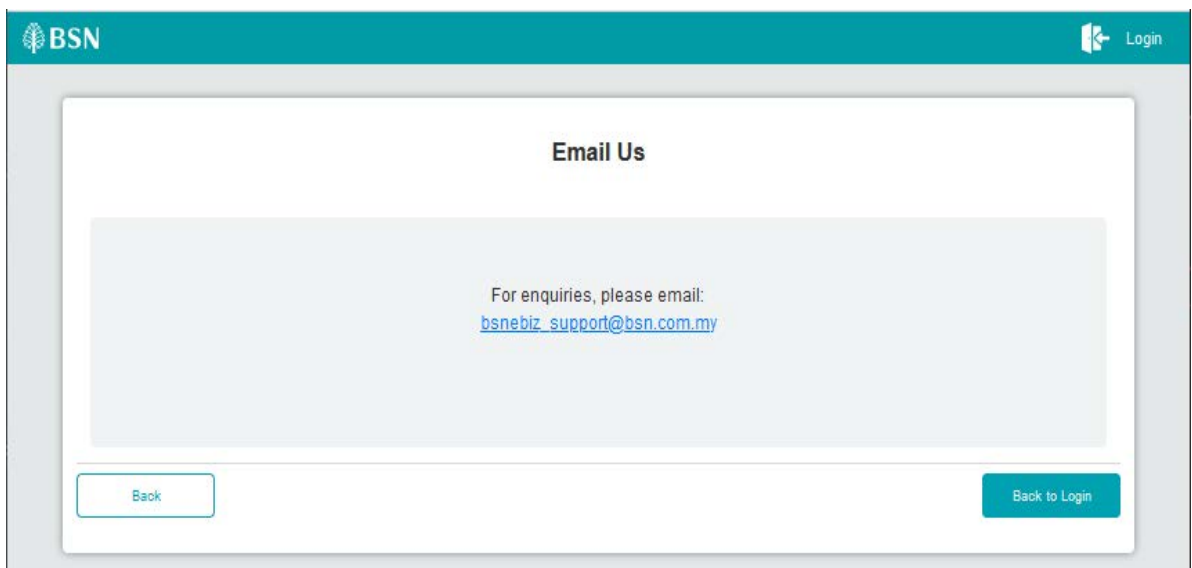 BSN
Login
Email Us
For enquiries, please email:
bsnebiz_support@bsn.com.my
Back
Back to Login